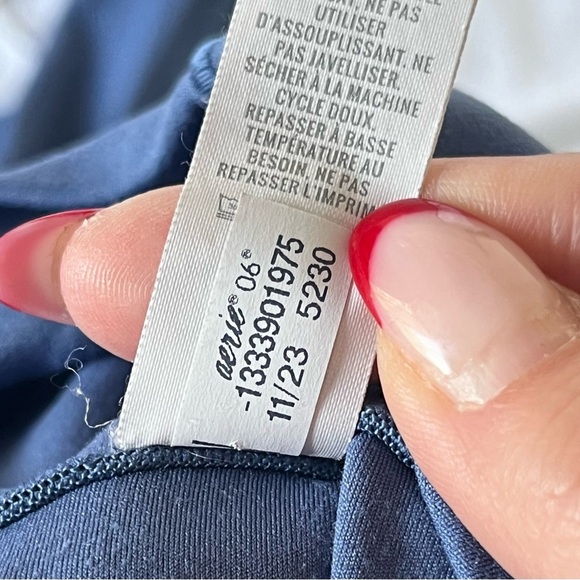 NE PAS
UTILISER
D'ASSOUPLISSANT. NE
PAS JAVELLISER.
SÉCHER À LA MACHINE
CYCLE DOUX.
REPASSER À BASSE
TEMPÉRATURE AU
BESOIN, NE PAS
REPASSER L'IMPRIM
aerie® 06®
-1333901975
11/23 5230